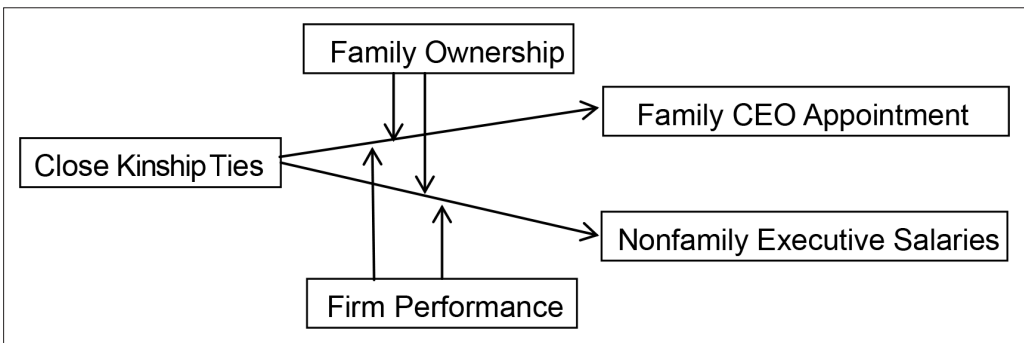 Family Ownership
Family CEO Appointment
Close Kinship Ties
Nonfamily Executive Salaries
Firm Performance